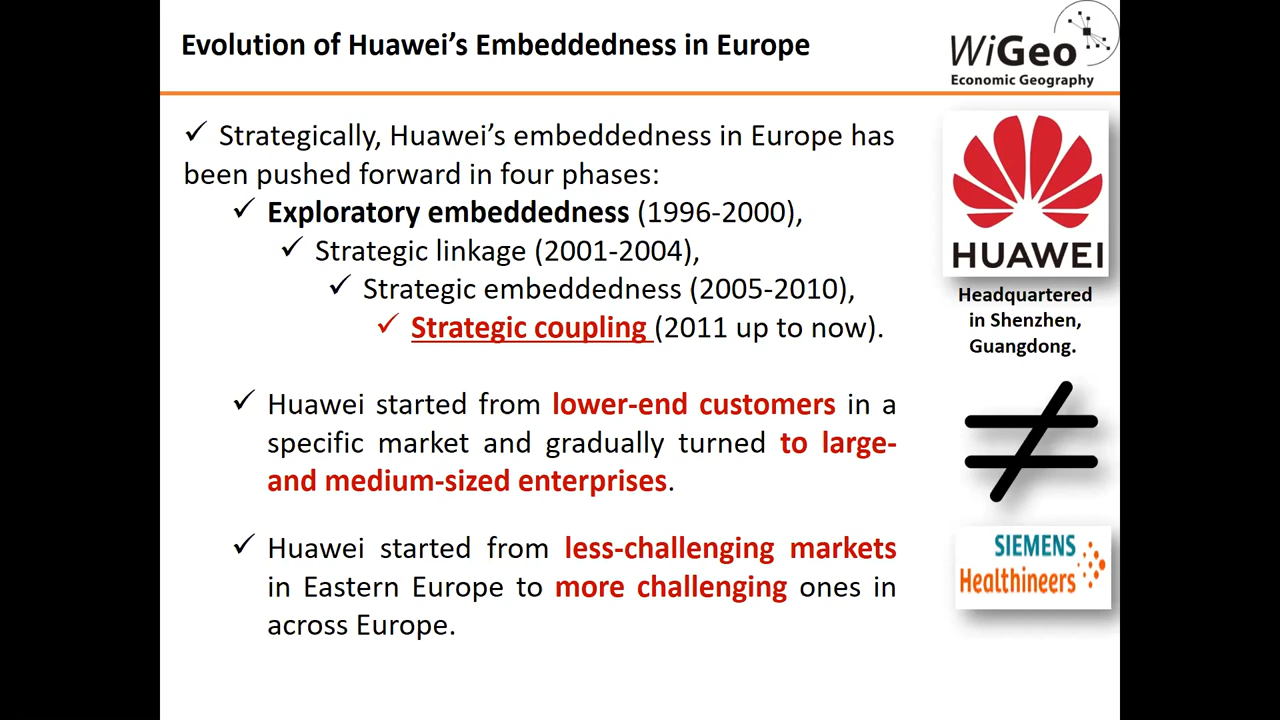 Evolution of Huawei's Embeddedness in Europe
WiGeo
Economic Geography
✓ Strategically, Huawei's embeddedness in Europe has
been pushed forward in four phases:
✓ Exploratory embeddedness (1996-2000),
✓ Strategic linkage (2001-2004),
✓ Strategic embeddedness (2005-2010),
✓ Strategic coupling (2011 up to now).
✓ Huawei started from lower-end customers in a
specific market and gradually turned to large-
and medium-sized enterprises.
✓ Huawei started from less-challenging markets
in Eastern Europe to more challenging ones in
across Europe.
HUAWEI
Headquartered
in Shenzhen,
Guangdong.
≠
SIEMENS
Healthineers